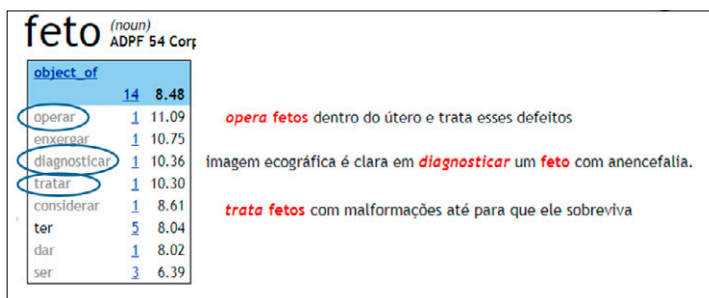 feto (noun)
ADPF 54 Corp
object_of
14 8.48
operar 1 11.09 opera fetos dentro do útero e trata esses defeitos
enxergar 1 10.75
diagnosticar 1 10.36 imagem ecográfica é clara em diagnosticar um feto com anencefalia.
tratar 1 10.30
considerar 1 8.61 trata fetos com malformações até para que ele sobreviva
ter 5 8.04
dar 1 8.02
ser 3 6.39